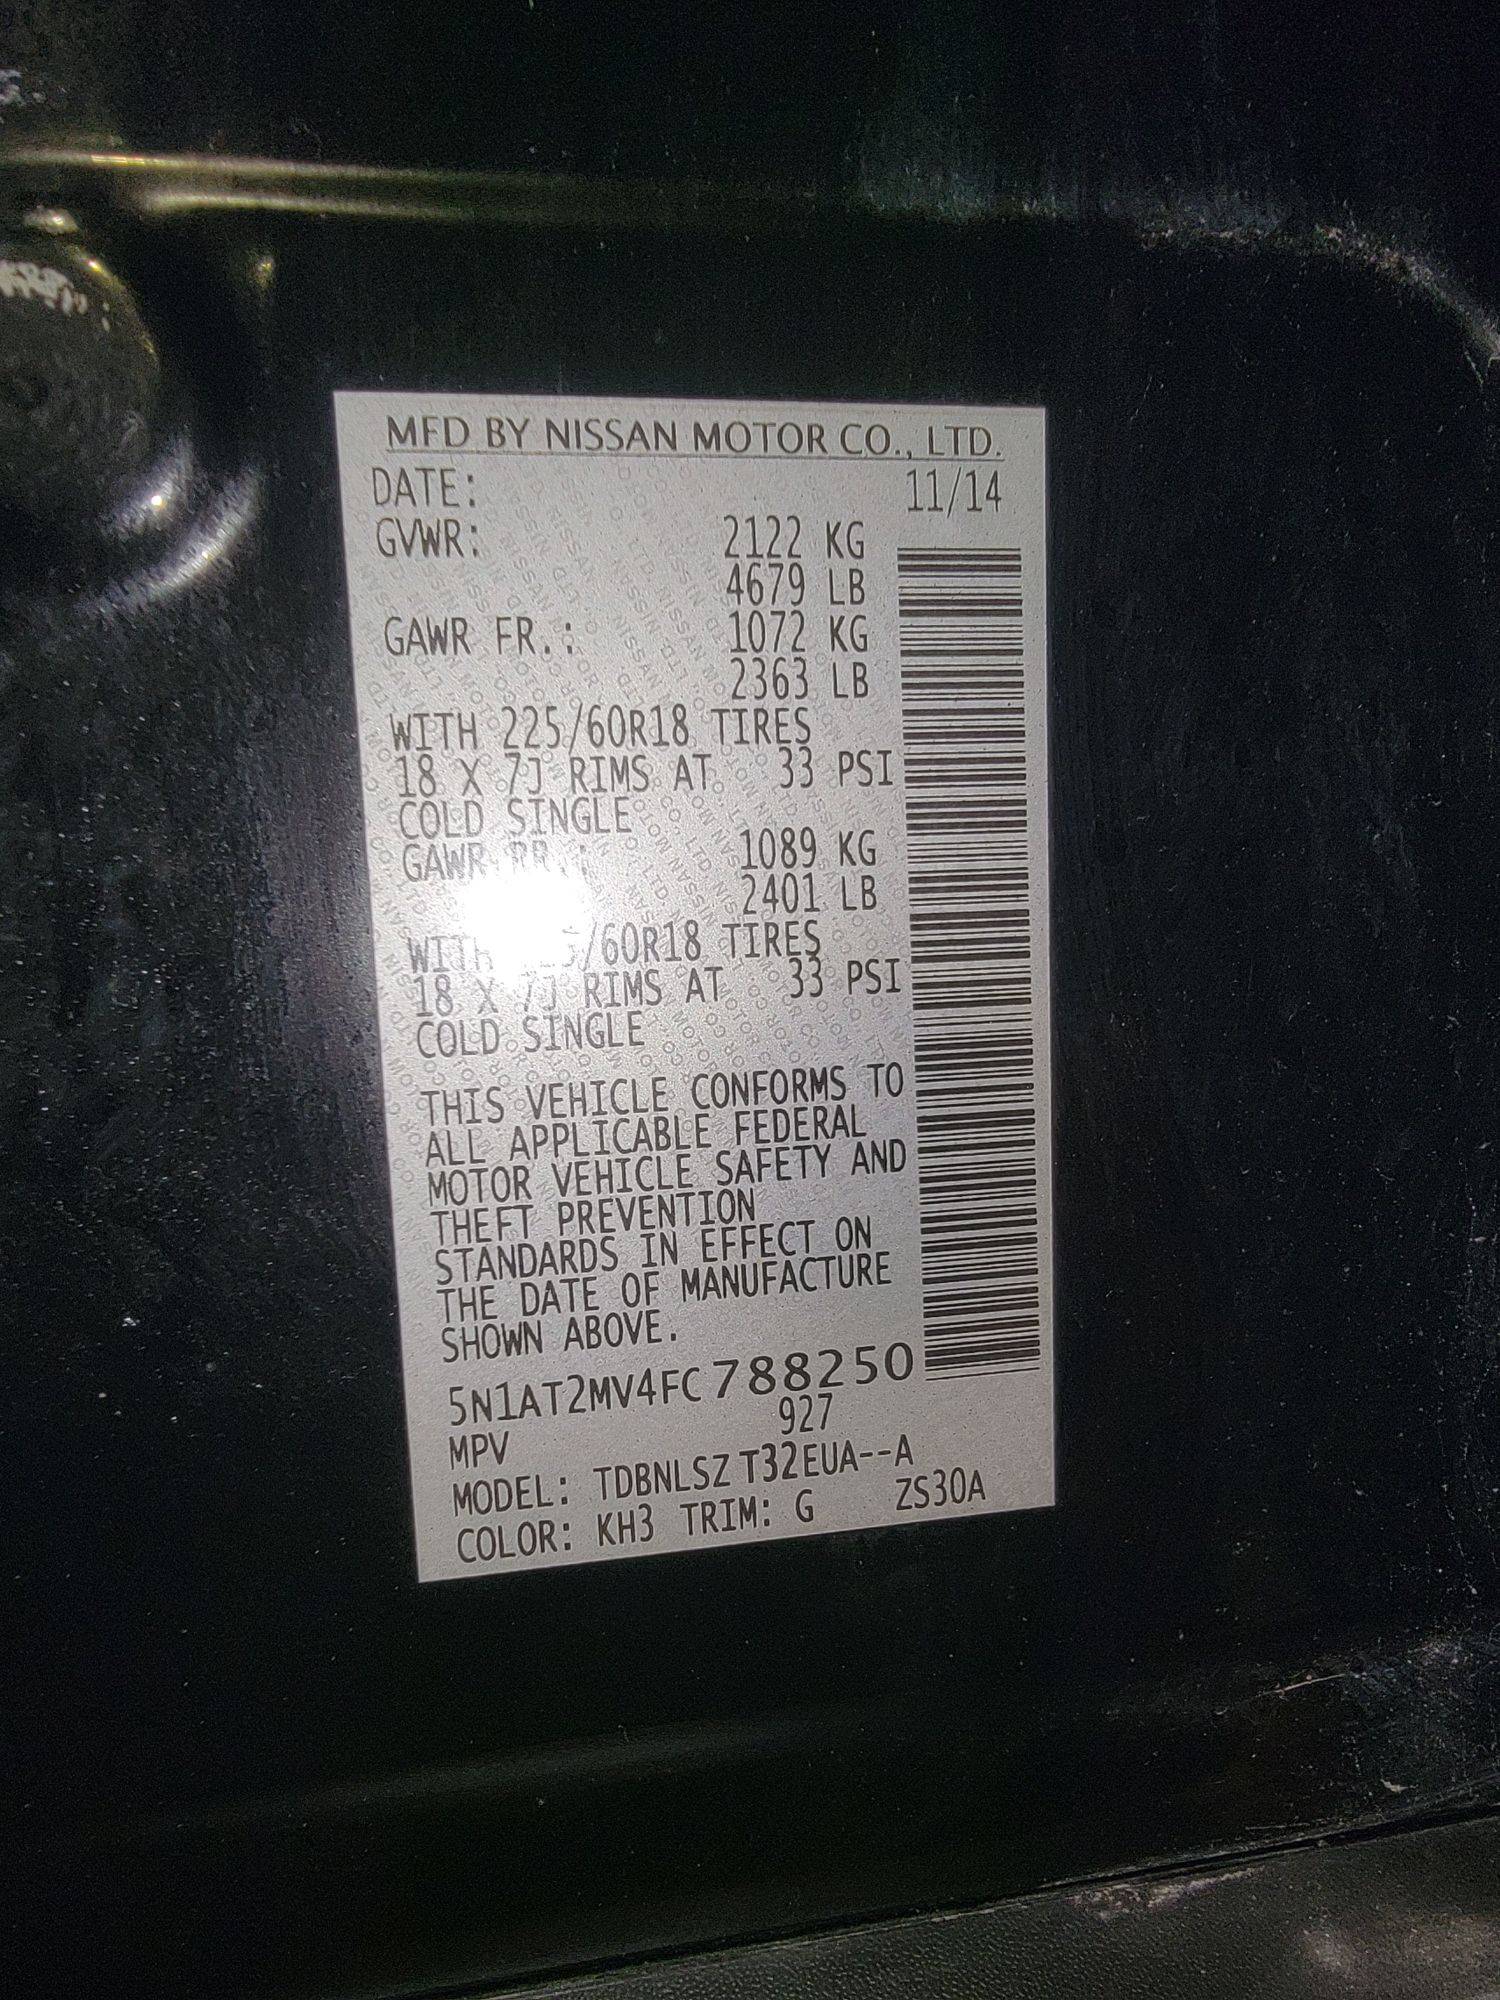 MFD BY NISSAN MOTOR CO., LTD.
DATE: 11/14
GVWR: 2122 KG
4679 LB
GAWR FR.: 1072 KG
2363 LB
WITH 225/60R18 TIRES
18 X 7J RIMS AT 33 PSI
COLD SINGLE
GAWR RR.: 1089 KG
2401 LB
WITH /60R18 TIRES
18 X 7J RIMS AT 33 PSI
COLD SINGLE
THIS VEHICLE CONFORMS TO
ALL APPLICABLE FEDERAL
MOTOR VEHICLE SAFETY AND
THEFT PREVENTION
STANDARDS IN EFFECT ON
THE DATE OF MANUFACTURE
SHOWN ABOVE.
5N1AT2MV4FC788250
927
MPV
MODEL: TDBNLSZ T32EUA--A
COLOR: KH3 TRIM: G ZS30A